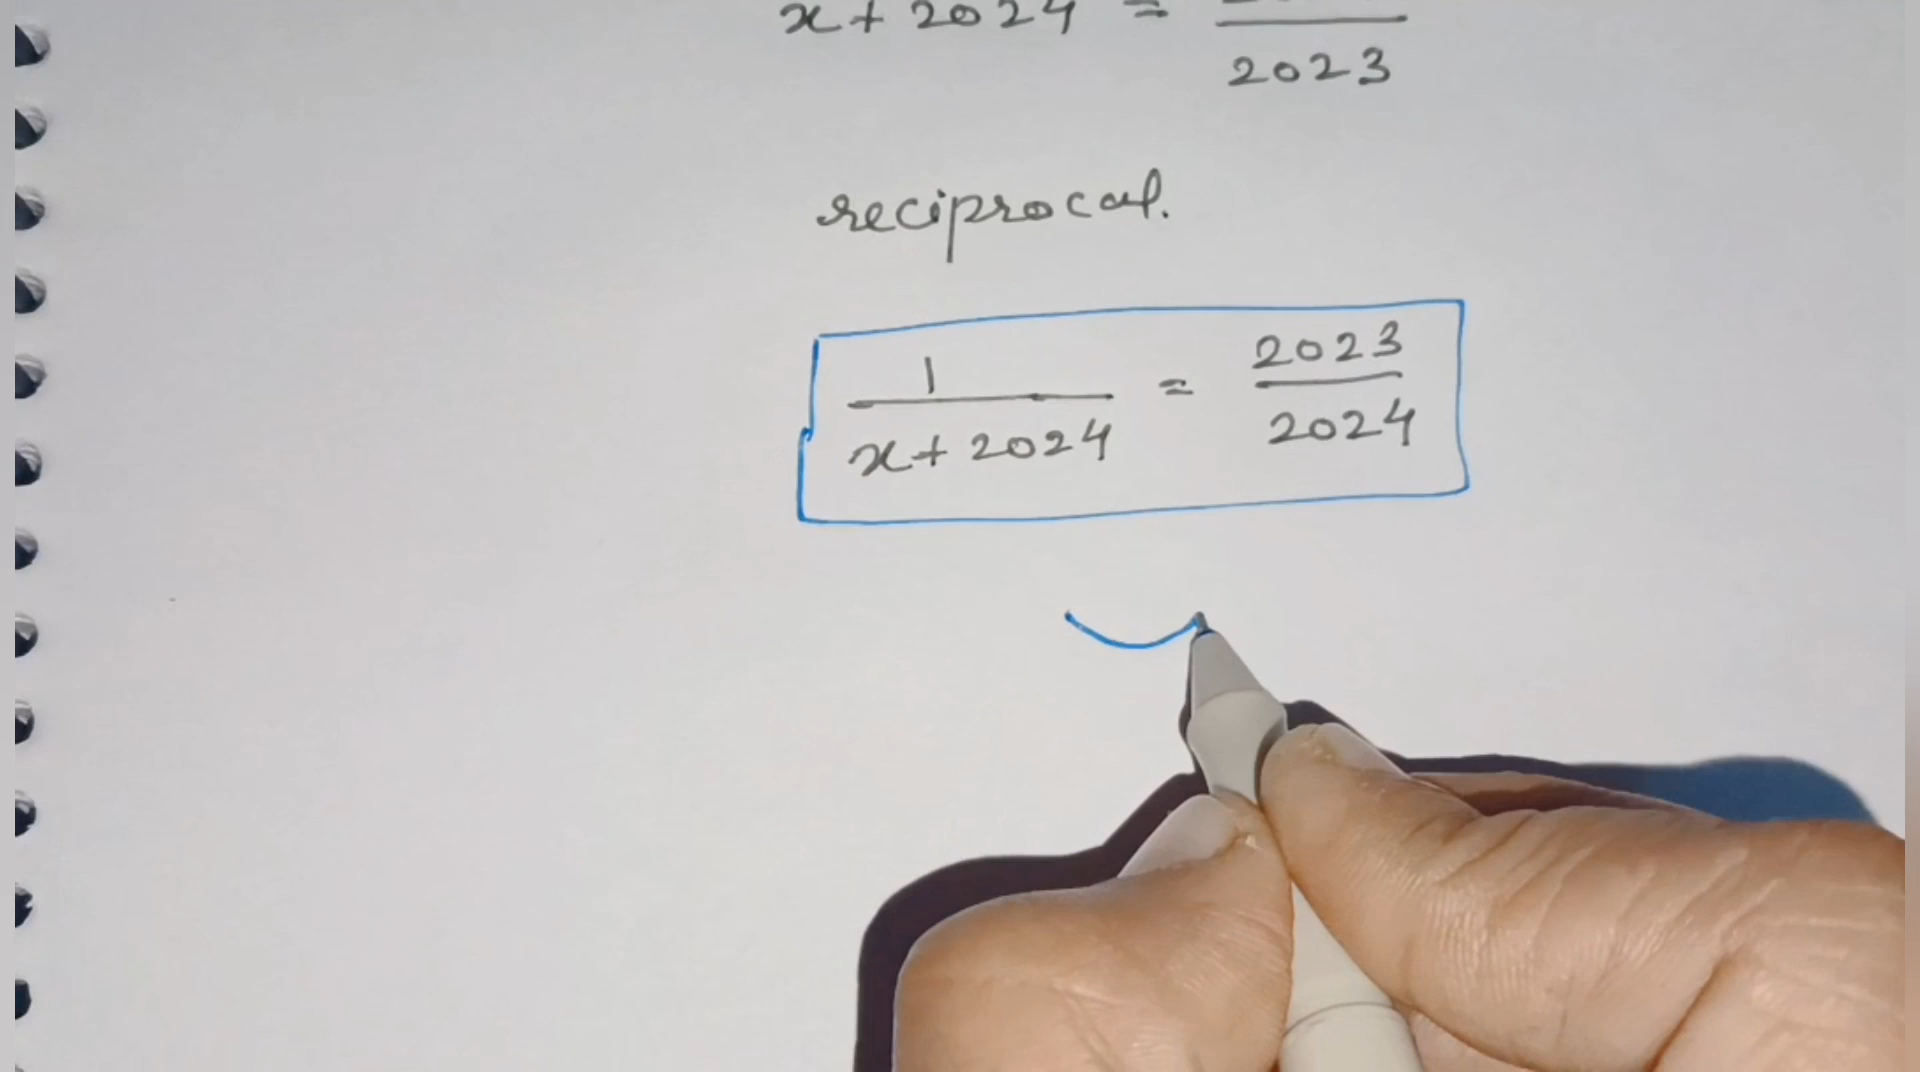 x + 2024 =
2023
reciprocal.
1 2023
x + 2024 = 2024